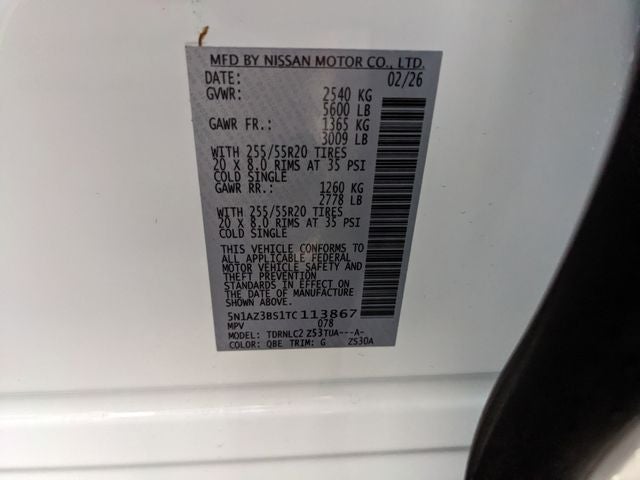 MFD BY NISSAN MOTOR CO., LTD.
DATE: 02/26
GVWR: 2540 KG
5600 LB
GAWR FR.: 1365 KG
3009 LB
WITH 255/55R20 TIRES
20 X 8.0 RIMS AT 35 PSI
COLD SINGLE
GAWR RR.: 1260 KG
2778 LB
WITH 255/55R20 TIRES
20 X 8.0 RIMS AT 35 PSI
COLD SINGLE
THIS VEHICLE CONFORMS TO
ALL APPLICABLE FEDERAL
MOTOR VEHICLE SAFETY AND
THEFT PREVENTION
STANDARDS IN EFFECT ON
THE DATE OF MANUFACTURE
SHOWN ABOVE.
5N1AZ3BS1TC113867
MPV 078
MODEL: TDRNLC2 Z53TUA---A-
COLOR: QBE TRIM: G ZS30A